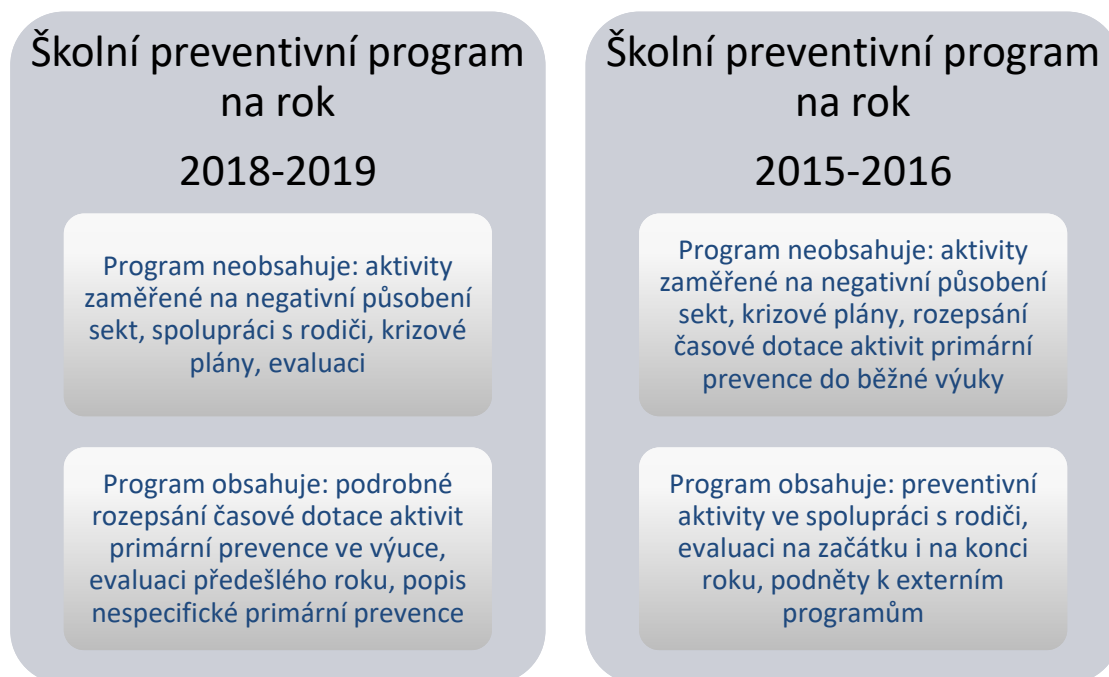 Školní preventivní program
na rok
2018-2019
Program neobsahuje: aktivity
zaměřené na negativní působení
sekt, spolupráci s rodiči, krizové
plány, evaluaci
Program obsahuje: podrobné
rozepsání časové dotace aktivit
primární prevence ve výuce,
evaluaci předešlého roku, popis
nespecifické primární prevence
Školní preventivní program
na rok
2015-2016
Program neobsahuje: aktivity
zaměřené na negativní působení
sekt, krizové plány, rozepsání
časové dotace aktivit primární
prevence do běžné výuky
Program obsahuje: preventivní
aktivity ve spolupráci s rodiči,
evaluaci na začátku i na konci
roku, podněty k externím
programům